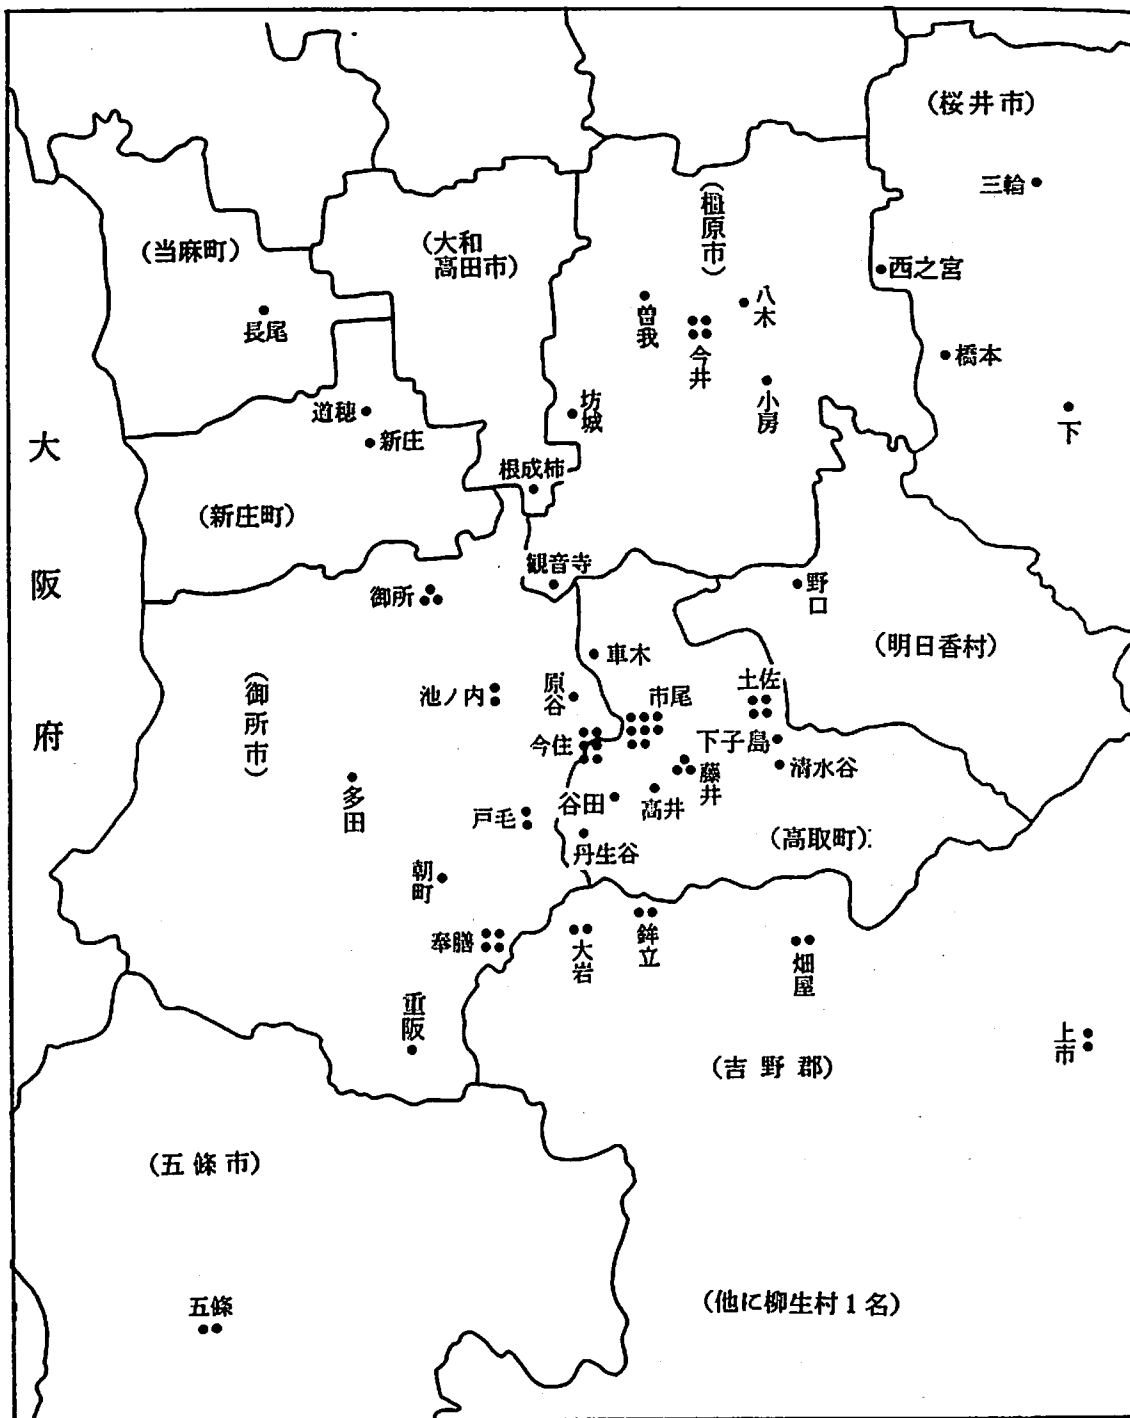 (桜井市)
三輪
(橿原市)
(大和
高田市)
(当麻町)
西之宮
八木
曽我
今井
長尾
橋本
小房
坊城
道穂
下
新庄
大阪府
根成柿
(新庄町)
観音寺
野口
御所
(明日香村)
車木
土佐
原谷
池ノ内
市尾
(御所市)
今住
下子島
清水谷
藤井
多田
谷田
高井
戸毛
(高取町)
丹生谷
朝町
奉膳
大岩
鉾立
畑屋
重阪
上市
(吉野郡)
(五條市)
五條
(他に柳生村1名)